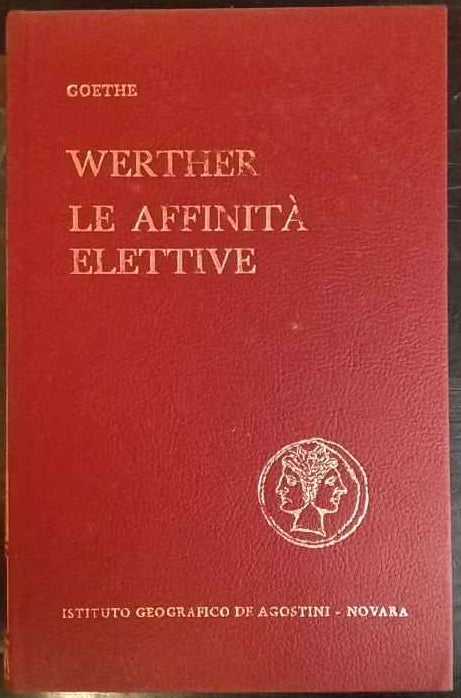 GOETHE
WERTHER
LE AFFINITÀ
ELETTIVE
ISTITUTO GEOGRAFICO DE AGOSTINI - NOVARA